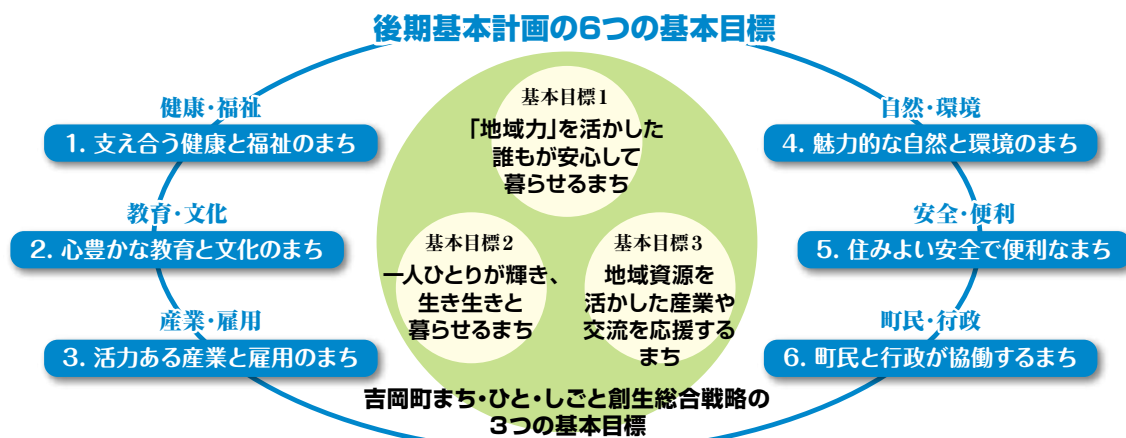 後期基本計画の6つの基本目標
健康・福祉
1. 支え合う健康と福祉のまち
教育・文化
2. 心豊かな教育と文化のまち
産業・雇用
3. 活力ある産業と雇用のまち
基本目標1
「地域力」を活かした
誰もが安心して
暮らせるまち
基本目標2
一人ひとりが輝き、
生き生きと
暮らせるまち
基本目標3
地域資源を
活かした産業や
交流を応援する
まち
吉岡町まち・ひと・しごと創生総合戦略の
3つの基本目標
自然・環境
4. 魅力的な自然と環境のまち
安全・便利
5. 住みよい安全で便利なまち
町民・行政
6. 町民と行政が協働するまち